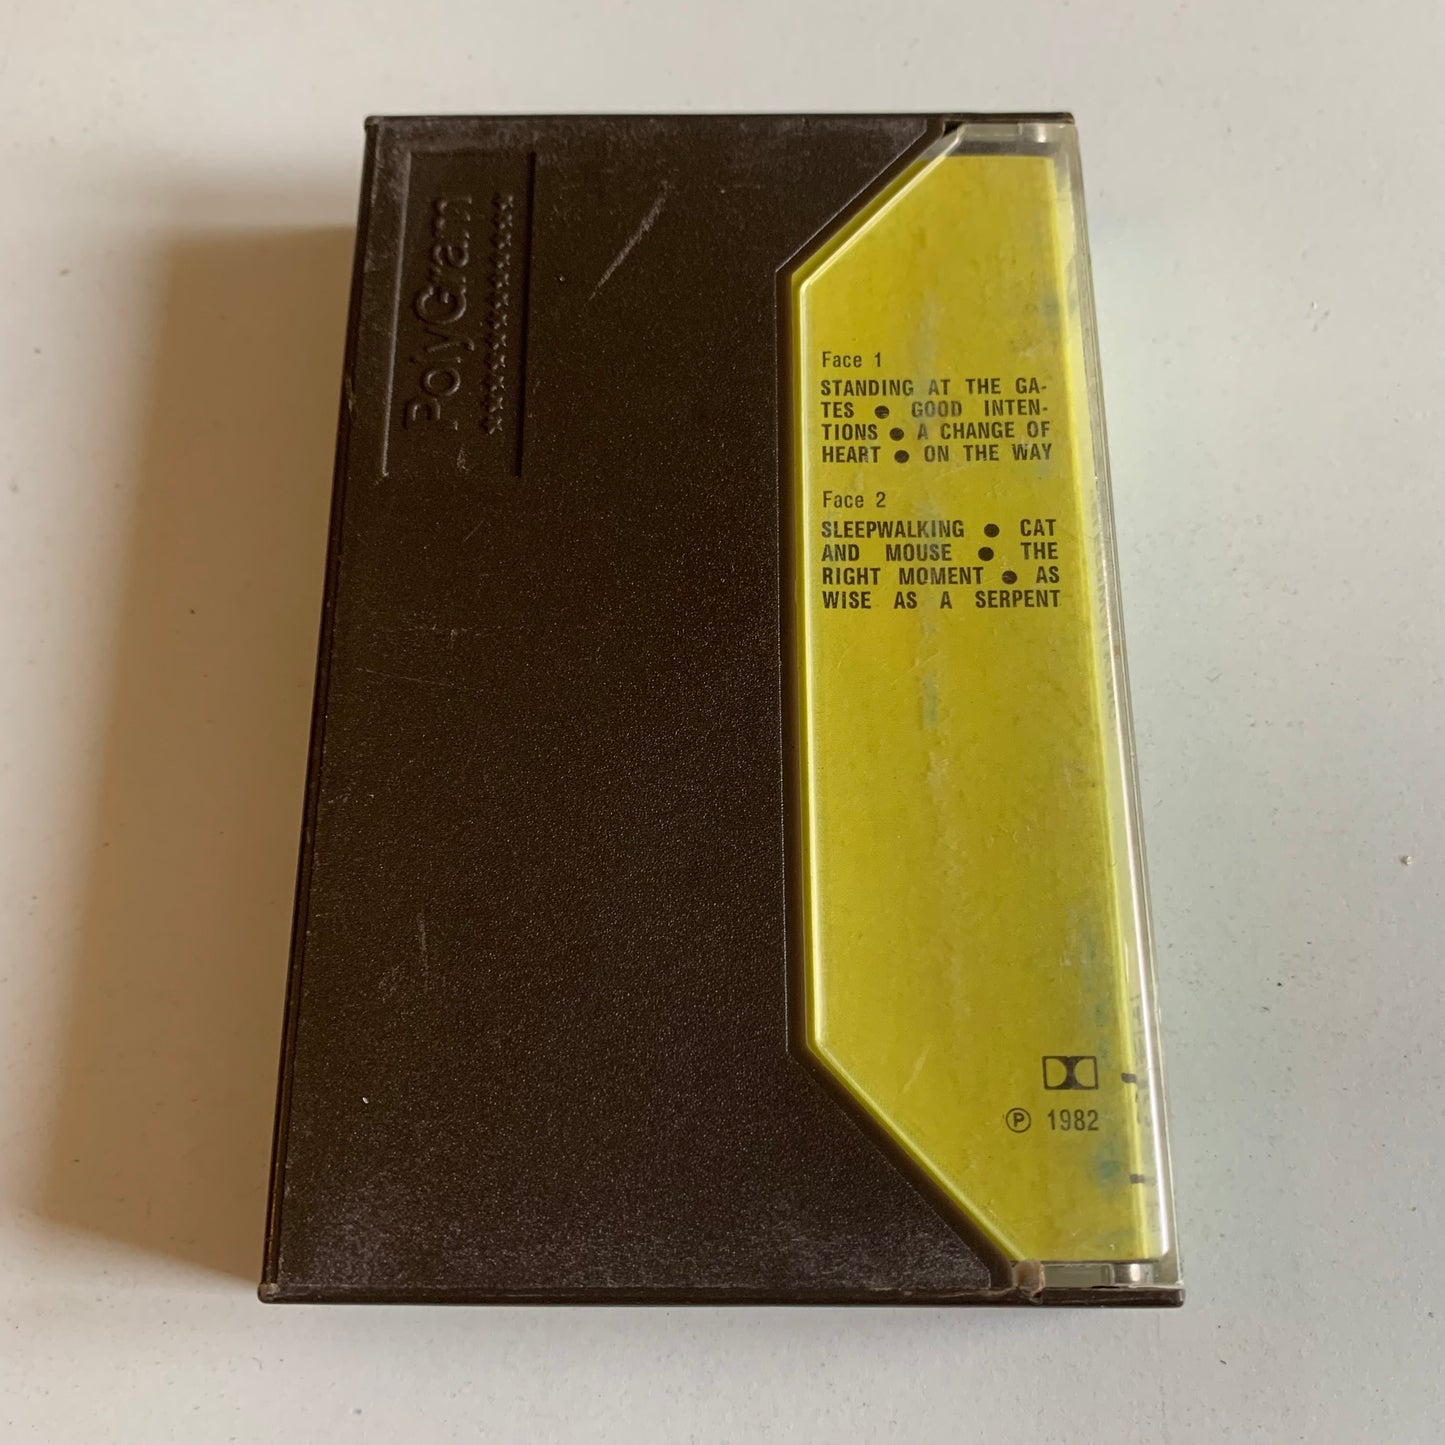 PolyGram
Face 1
STANDING AT THE GA-
TES ● GOOD INTEN-
TIONS ● A CHANGE OF
HEART ● ON THE WAY
Face 2
SLEEPWALKING ● CAT
AND MOUSE ● THE
RIGHT MOMENT ● AS
WISE AS A SERPENT
℗ 1982